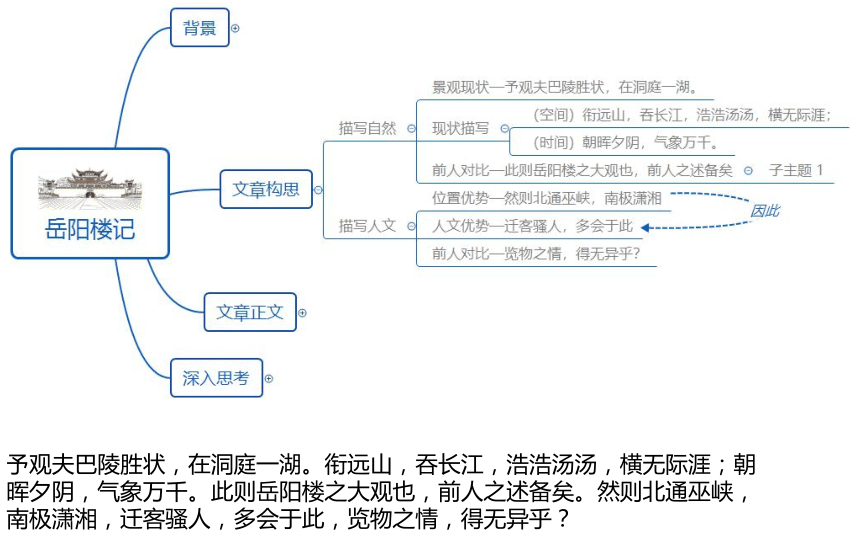 背景
景观现状—予观夫巴陵胜状，在洞庭一湖。
（空间）衔远山，吞长江，浩浩汤汤，横无际涯；
描写自然
现状描写
（时间）朝晖夕阴，气象万千。
前人对比—此则岳阳楼之大观也，前人之述备矣
子主题 1
文章构思
位置优势—然则北通巫峡，南极潇湘
因此
岳阳楼记
描写人文
人文优势—迁客骚人，多会于此
前人对比—览物之情，得无异乎？
文章正文
深入思考
予观夫巴陵胜状，在洞庭一湖。衔远山，吞长江，浩浩汤汤，横无际涯；朝
晖夕阴，气象万千。此则岳阳楼之大观也，前人之述备矣。然则北通巫峡，
南极潇湘，迁客骚人，多会于此，览物之情，得无异乎？